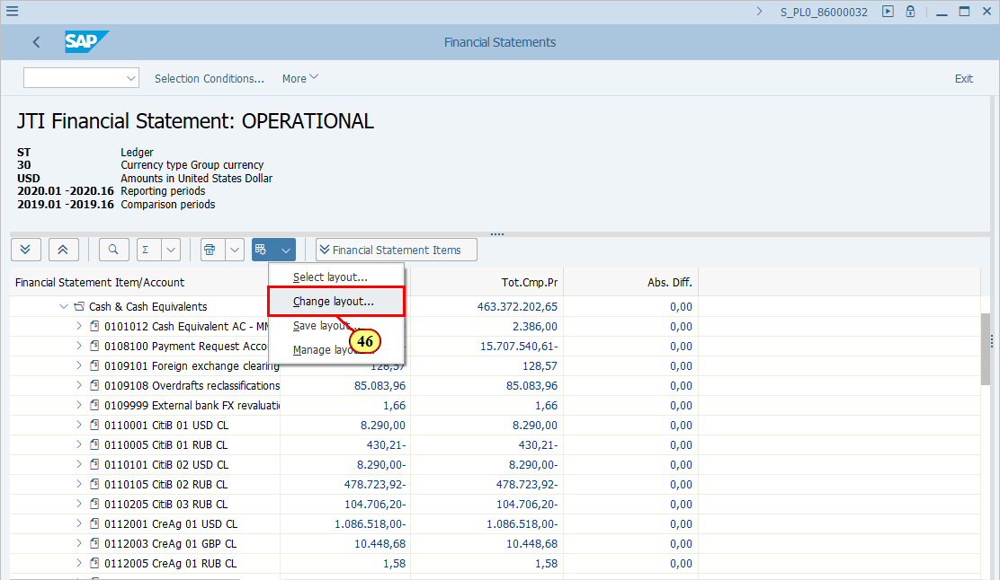 S_PL0_86000032
SAP Financial Statements
Selection Conditions... More Exit
JTI Financial Statement: OPERATIONAL
ST Ledger
30 Currency type Group currency
USD Amounts in United States Dollar
2020.01 -2020.16 Reporting periods
2019.01 -2019.16 Comparison periods
Σ Financial Statement Items
Financial Statement Item/Account Tot.Cmp.Pr Abs. Diff.
Select layout...
Change layout...
Save layout...
Manage
46
Cash & Cash Equivalents 463.372.202,65 0,00
0101012 Cash Equivalent AC - 2.386,00 0,00
0108100 Payment Request 15.707.540,61- 0,00
0109101 Foreign exchange clearing 128,57 128,57 0,00
0109108 Overdrafts reclassifications 85.083,96 85.083,96 0,00
0109999 External bank FX 1,66 1,66 0,00
0110001 CitiB 01 USD CL 8.290,00 8.290,00 0,00
0110005 CitiB 01 RUB CL 430,21- 430,21- 0,00
0110101 CitiB 02 USD CL 8.290,00- 8.290,00- 0,00
0110105 CitiB 02 RUB CL 478.723,92- 478.723,92- 0,00
0110205 CitiB 03 RUB CL 104.706,20- 104.706,20- 0,00
0112001 CreAg 01 USD CL 1.086.518,00- 1.086.518,00- 0,00
0112003 CreAg 01 GBP CL 10.448,68 10.448,68 0,00
0112005 CreAg 01 RUB CL 1,58 1,58 0,00